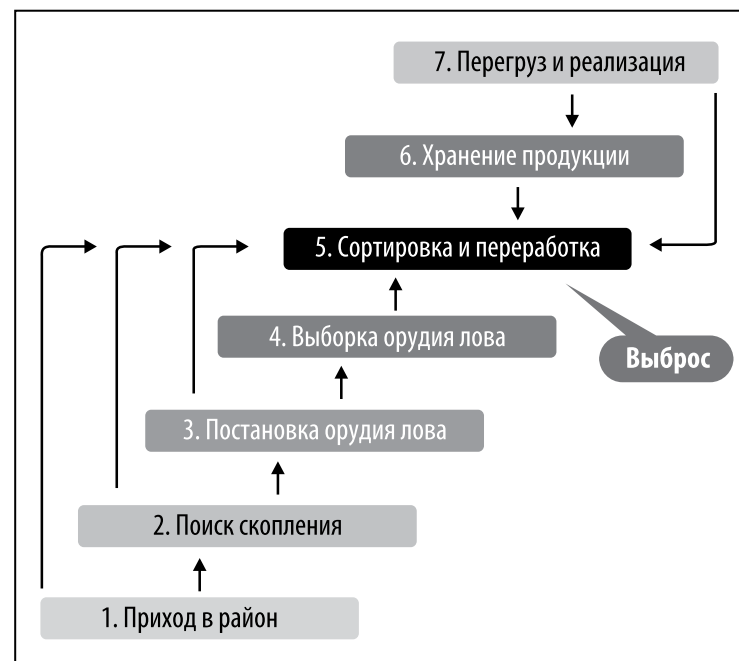 7. Перегруз и реализация
6. Хранение продукции
5. Сортировка и переработка
4. Выборка орудия лова
Выброс
3. Постановка орудия лова
2. Поиск скопления
1. Приход в район